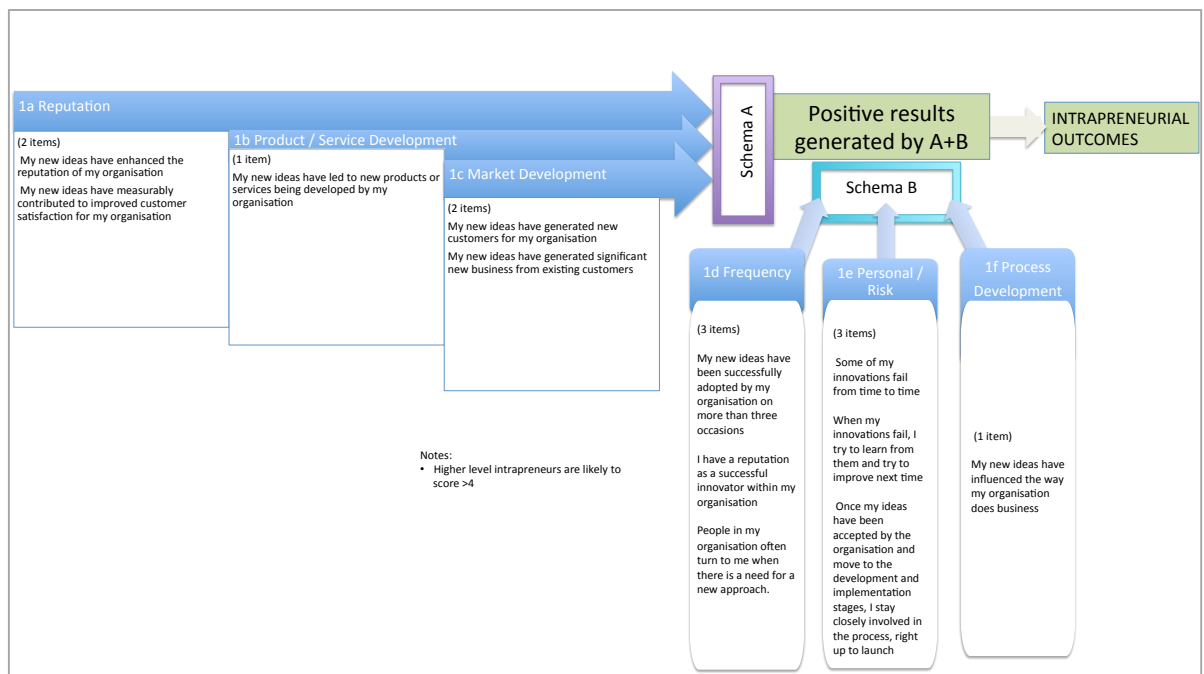 1a Reputation
(2 items)
My new ideas have enhanced the
reputation of my organisation
My new ideas have measurably
contributed to improved customer
satisfaction for my organisation
1b Product / Service Development
(1 item)
My new ideas have led to new products or
services being developed by my
organisation
1c Market Development
(2 items)
My new ideas have generated new
customers for my organisation
My new ideas have generated significant
new business from existing customers
Schema A
Positive results
generated by A+B
INTRAPRENEURIAL
OUTCOMES
Schema B
1d Frequency
(3 items)
My new ideas have
been successfully
adopted by my
organisation on
more than three
occasions
I have a reputation
as a successful
innovator within my
organisation
People in my
organisation often
turn to me when
there is a need for a
new approach.
1e Personal /
Risk
(3 items)
Some of my
innovations fail
from time to time
When my
innovations fail, I
try to learn from
them and try to
improve next time
Once my ideas
have been
accepted by the
organisation and
move to the
development and
implementation
stages, I stay
closely involved in
the process, right
up to launch
1f Process
Development
(1 item)
My new ideas have
influenced the way
my organisation
does business
Notes:
• Higher level intrapreneurs are likely to
score >4